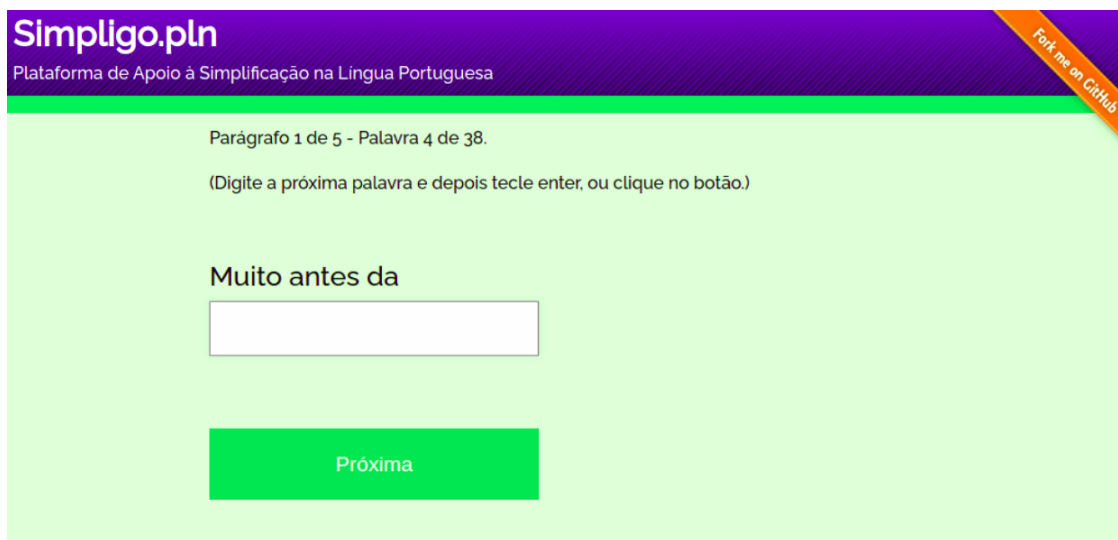 Simpligo.pln
Plataforma de Apoio à Simplificação na Língua Portuguesa
Fork me on GitHub
Parágrafo 1 de 5 - Palavra 4 de 38.
(Digite a próxima palavra e depois tecle enter, ou clique no botão.)
Muito antes da
Próxima